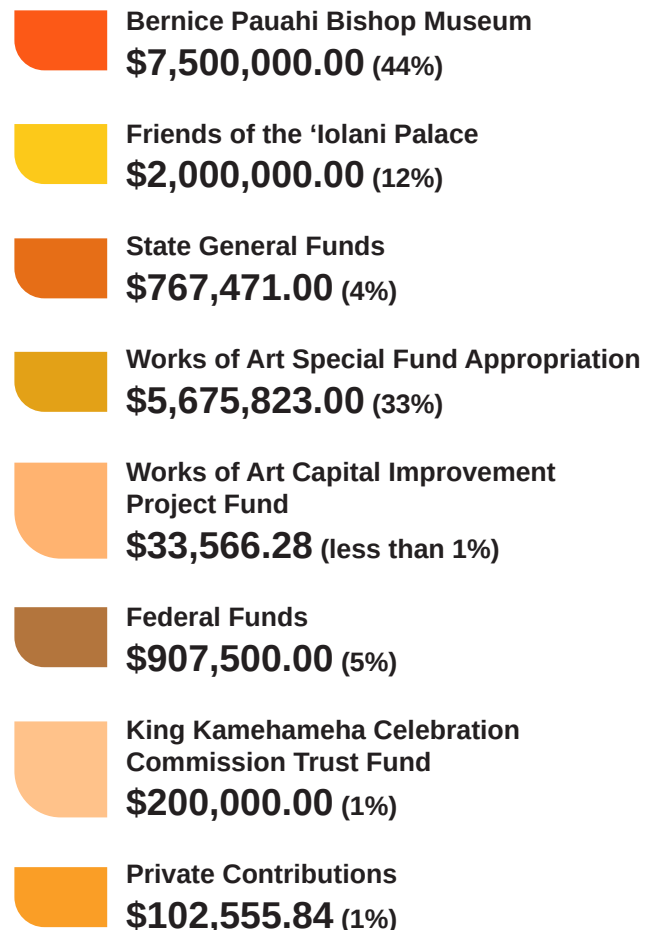 Bernice Pauahi Bishop Museum
$7,500,000.00 (44%)
Friends of the ‘Iolani Palace
$2,000,000.00 (12%)
State General Funds
$767,471.00 (4%)
Works of Art Special Fund Appropriation
$5,675,823.00 (33%)
Works of Art Capital Improvement
Project Fund
$33,566.28 (less than 1%)
Federal Funds
$907,500.00 (5%)
King Kamehameha Celebration
Commission Trust Fund
$200,000.00 (1%)
Private Contributions
$102,555.84 (1%)